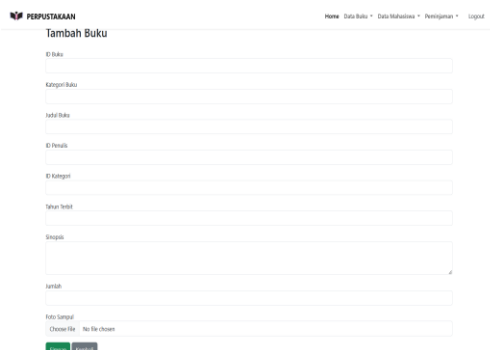 PERPUSTAKAAN
Home Data Buku Data Mahasiswa Peminjaman Logout
Tambah Buku
ID Buku
Kategori Buku
Judul Buku
ID Penulis
ID Kategori
Tahun Terbit
Sinopsis
Jumlah
Foto Sampul
Choose File No file chosen